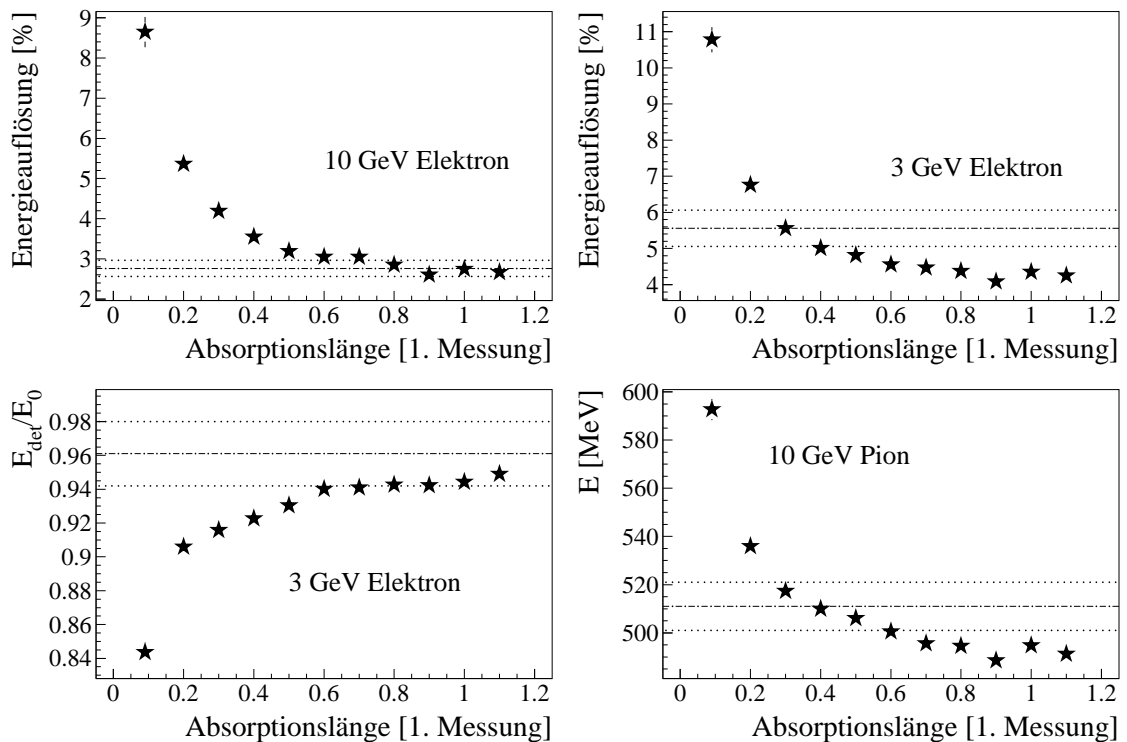 Energieauflösung [%]
9
8
7
6
5
4
3
2
10 GeV Elektron
0 0.2 0.4 0.6 0.8 1 1.2
Absorptionslänge [1. Messung]
Energieauflösung [%]
11
10
9
8
7
6
5
4
3 GeV Elektron
0 0.2 0.4 0.6 0.8 1 1.2
Absorptionslänge [1. Messung]
E_det/E_0
0.98
0.96
0.94
0.92
0.9
0.88
0.86
0.84
3 GeV Elektron
0 0.2 0.4 0.6 0.8 1 1.2
Absorptionslänge [1. Messung]
E [MeV]
600
580
560
540
520
500
10 GeV Pion
0 0.2 0.4 0.6 0.8 1 1.2
Absorptionslänge [1. Messung]